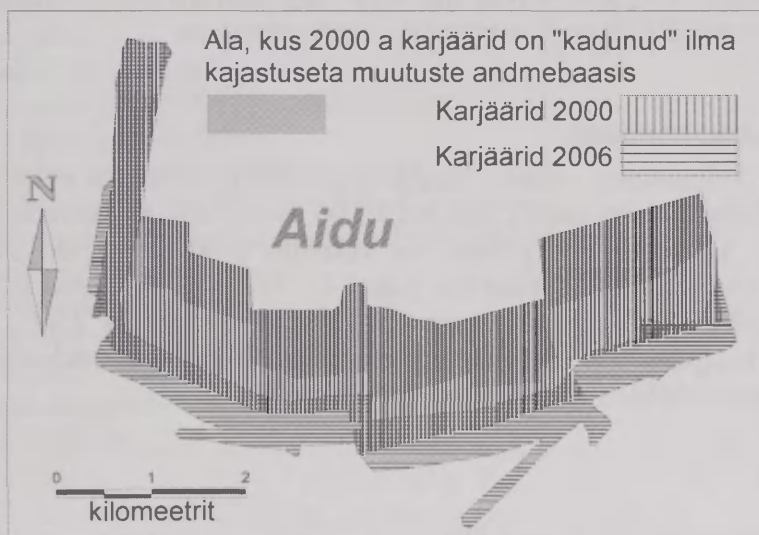 Ala, kus 2000 a karjäärid on "kadunud" ilma
kajastuseta muutuste andmebaasis
Karjäärid 2000
Karjäärid 2006
N
Aidu
0 1 2
kilomeetrit